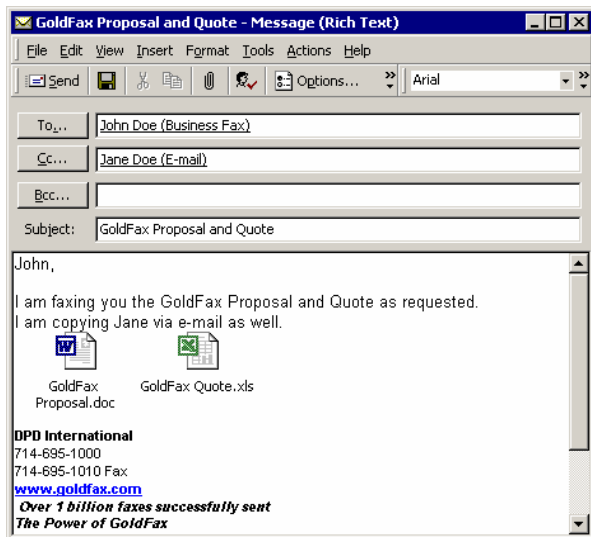 GoldFax Proposal and Quote - Message (Rich Text)
File Edit View Insert Format Tools Actions Help
Send Options... » Arial »
To... John Doe (Business Fax)
Cc... Jane Doe (E-mail)
Bcc...
Subject: GoldFax Proposal and Quote
John,
I am faxing you the GoldFax Proposal and Quote as requested.
I am copying Jane via e-mail as well.
GoldFax Proposal.doc
GoldFax Quote.xls
DPD International
714-695-1000
714-695-1010 Fax
www.goldfax.com
Over 1 billion faxes successfully sent
The Power of GoldFax